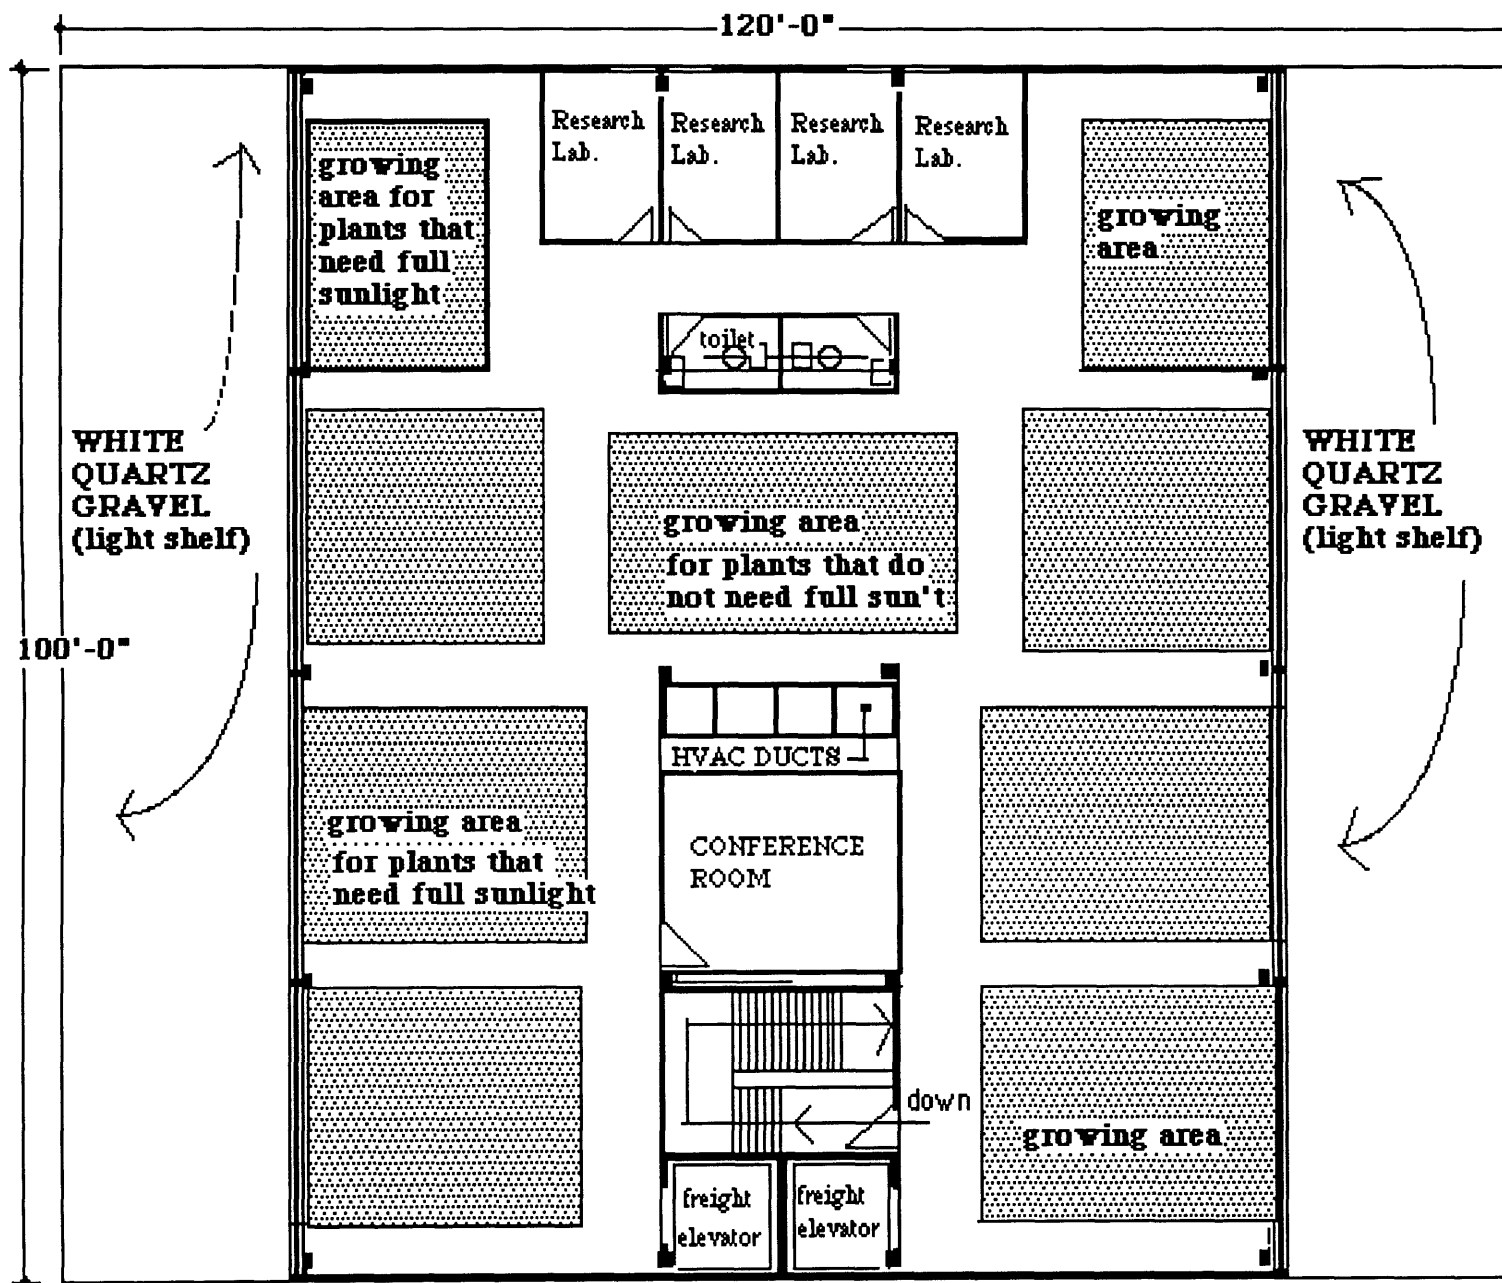 120'-0"
Research
Lab.
Research
Lab.
Research
Lab.
Research
Lab.
growing
area for
plants that
need full
sunlight
growing
area
toilet
WHITE
QUARTZ
GRAVEL
(light shelf)
WHITE
QUARTZ
GRAVEL
(light shelf)
growing area
for plants that do
not need full sun't
100'-0"
HVAC DUCTS
growing area
for plants that
need full sunlight
CONFERENCE
ROOM
down
growing area
freight
elevator
freight
elevator